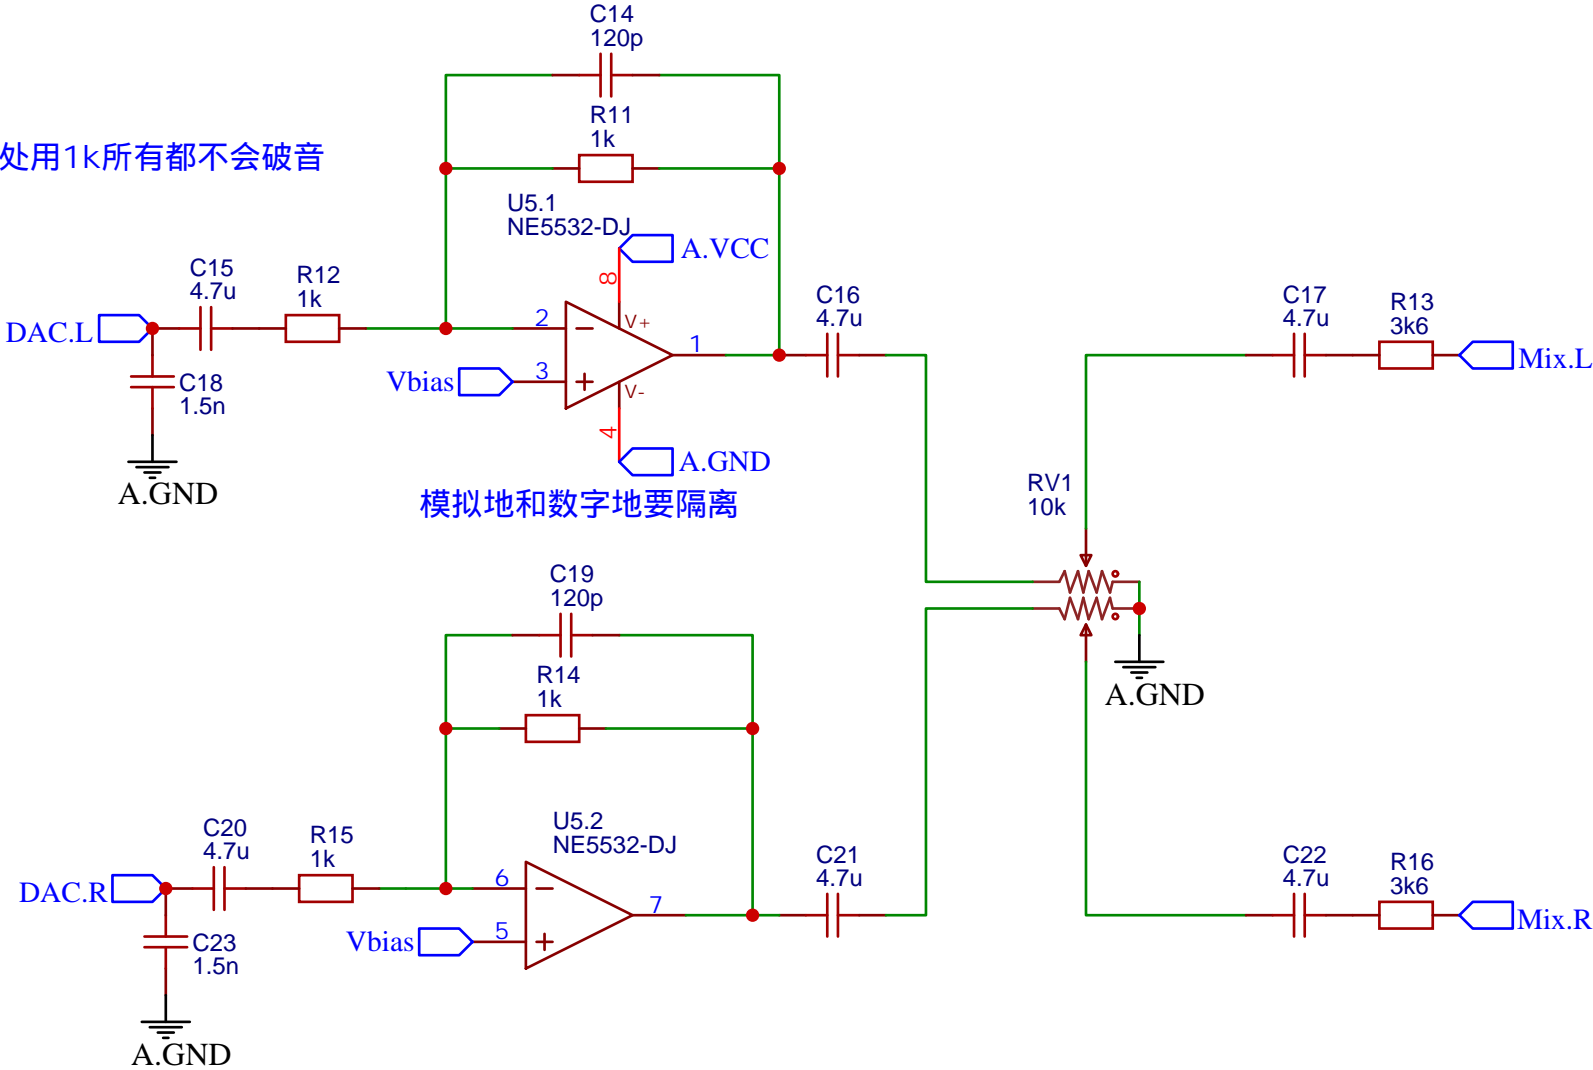 C14
120p
R11
1k
处用1k所有都不会破音
U5.1
NE5532-DJ
A.VCC
8
V+
C15
4.7u
R12
1k
DAC.L
2
1
C16
4.7u
C17
4.7u
R13
3k6
Mix.L
Vbias
3
V-
C18
1.5n
4
A.GND
A.GND
模拟地和数字地要隔离
RV1
10k
A.GND
C19
120p
R14
1k
U5.2
NE5532-DJ
C20
4.7u
R15
1k
DAC.R
6
7
C21
4.7u
C22
4.7u
R16
3k6
Mix.R
Vbias
5
C23
1.5n
A.GND